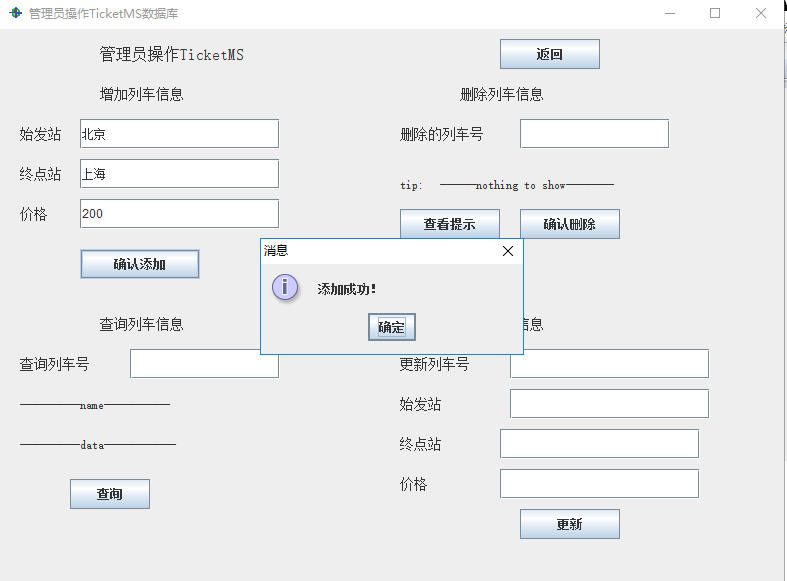 管理员操作TicketMS数据库
管理员操作TicketMS
返回
增加列车信息
删除列车信息
始发站
北京
删除的列车号
终点站
上海
tip: ------nothing to show--------
价格
200
查看提示
确认删除
确认添加
消息
添加成功!
确定
查询列车信息
信息
查询列车号
更新列车号
----------name-----------
始发站
----------data------------
终点站
价格
查询
更新